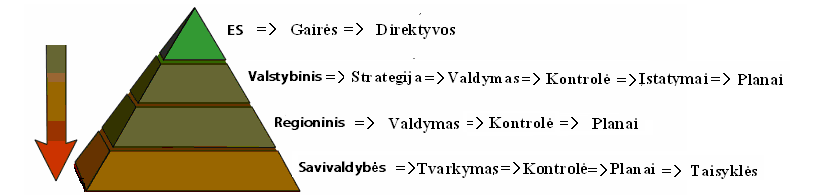 ES => Gairės => Direktyvos
Valstybinis => Strategija => Valdymas => Kontrolė => Istatymai => Planai
Regioninis => Valdymas => Kontrolė => Planai
Savivaldybės => Tvarkymas => Kontrolė => Planai => Taisyklės